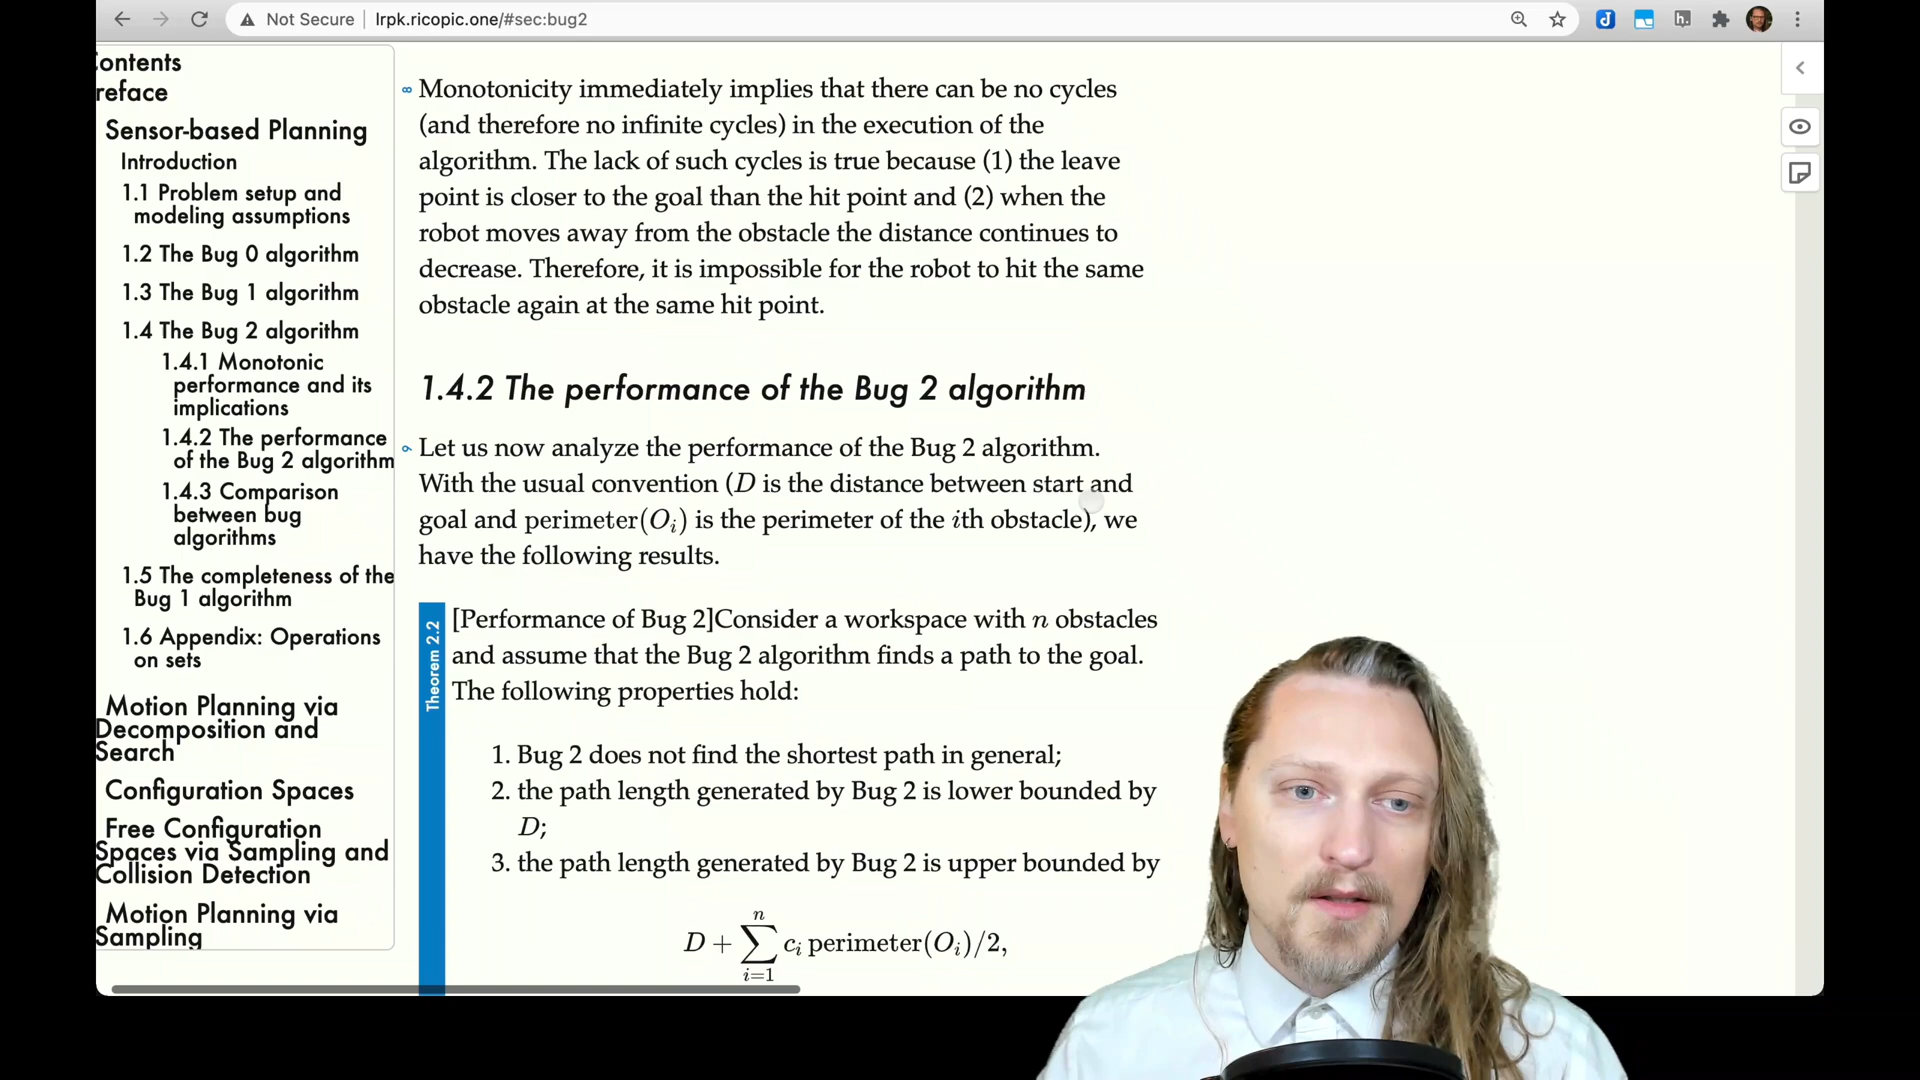 Not Secure | lrpk.ricopic.one/#sec:bug2
ontents
reface
Sensor-based Planning
Introduction
1.1 Problem setup and
modeling assumptions
1.2 The Bug 0 algorithm
1.3 The Bug 1 algorithm
1.4 The Bug 2 algorithm
1.4.1 Monotonic
performance and its
implications
1.4.2 The performance
of the Bug 2 algorithm
1.4.3 Comparison
between bug
algorithms
1.5 The completeness of the
Bug 1 algorithm
1.6 Appendix: Operations
on sets
Motion Planning via
Decomposition and
Search
Configuration Spaces
Free Configuration
Spaces via Sampling and
Collision Detection
Motion Planning via
Sampling
Monotonicity immediately implies that there can be no cycles
(and therefore no infinite cycles) in the execution of the
algorithm. The lack of such cycles is true because (1) the leave
point is closer to the goal than the hit point and (2) when the
robot moves away from the obstacle the distance continues to
decrease. Therefore, it is impossible for the robot to hit the same
obstacle again at the same hit point.
1.4.2 The performance of the Bug 2 algorithm
Let us now analyze the performance of the Bug 2 algorithm.
With the usual convention (D is the distance between start and
goal and perimeter(O_i) is the perimeter of the ith obstacle), we
have the following results.
Theorem 2.2
[Performance of Bug 2]Consider a workspace with n obstacles
and assume that the Bug 2 algorithm finds a path to the goal.
The following properties hold:
1. Bug 2 does not find the shortest path in general;
2. the path length generated by Bug 2 is lower bounded by
D;
3. the path length generated by Bug 2 is upper bounded by
D + ∑_{i=1}^{n} c_i perimeter(O_i)/2,